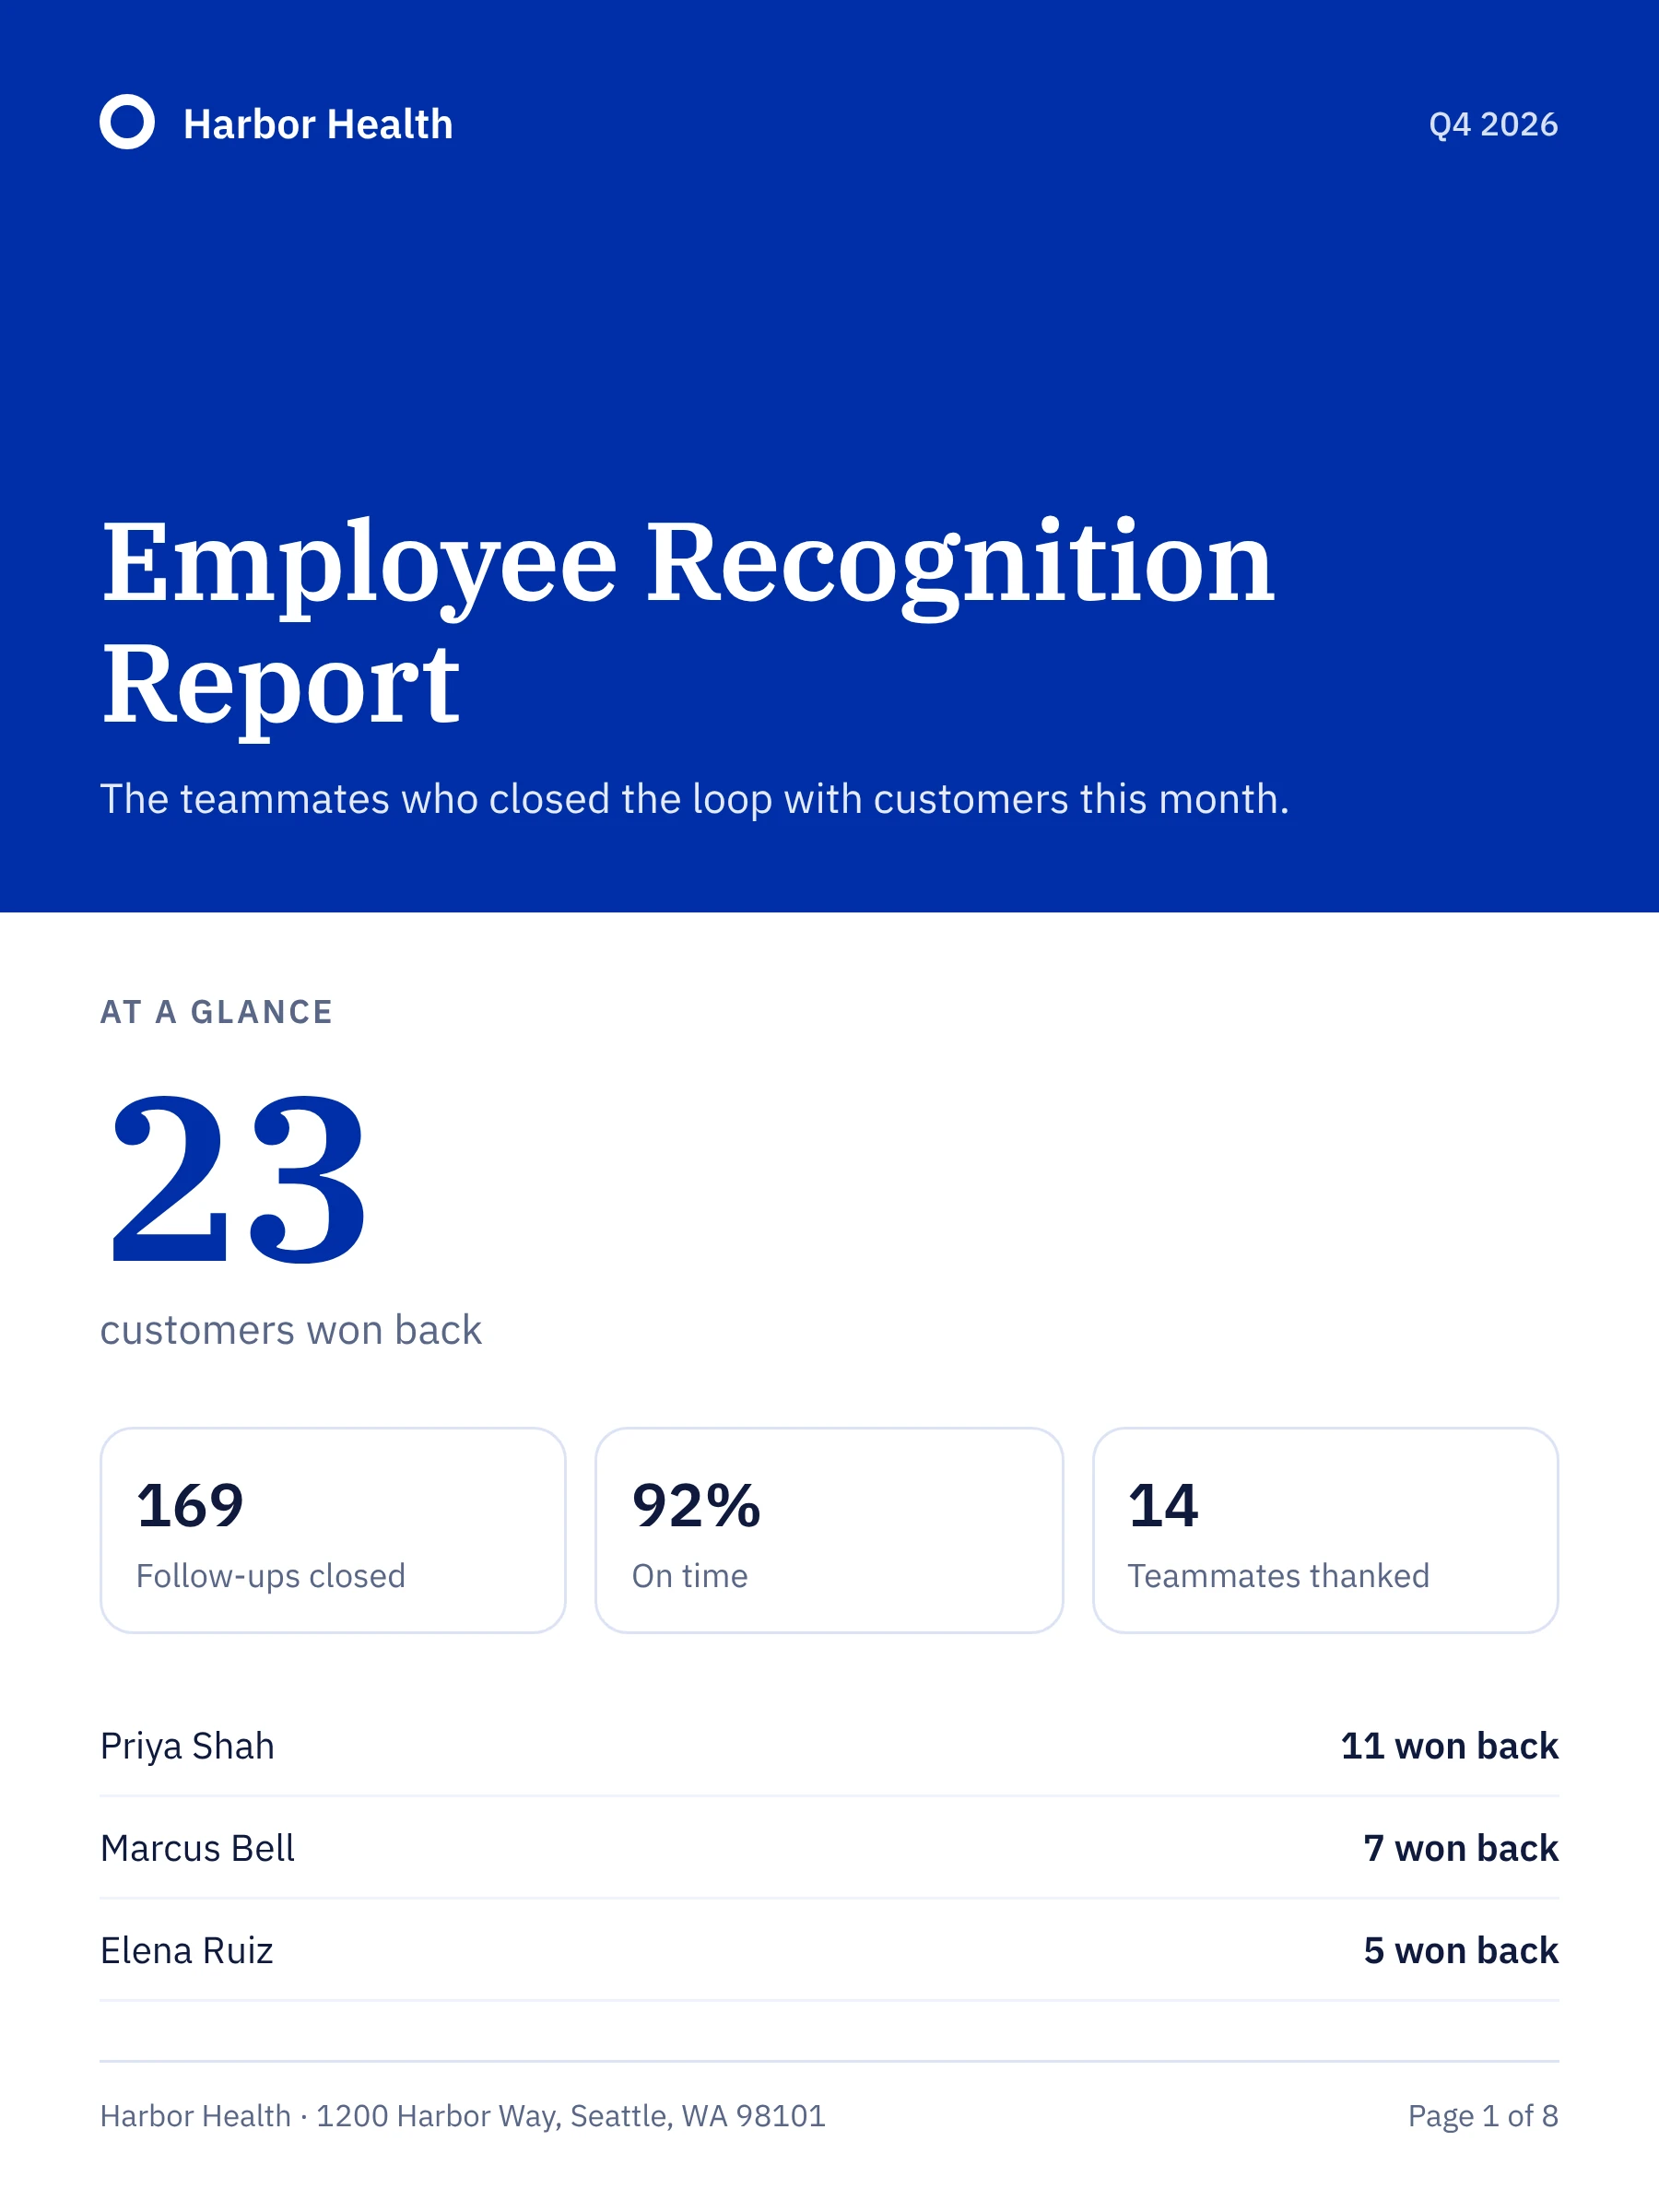 Harbor Health
Q4 2026
Employee Recognition
Report
The teammates who closed the loop with customers this month.
AT A GLANCE
23
customers won back
169
Follow-ups closed
92%
On time
14
Teammates thanked
Priya Shah
11 won back
Marcus Bell
7 won back
Elena Ruiz
5 won back
Harbor Health · 1200 Harbor Way, Seattle, WA 98101
Page 1 of 8